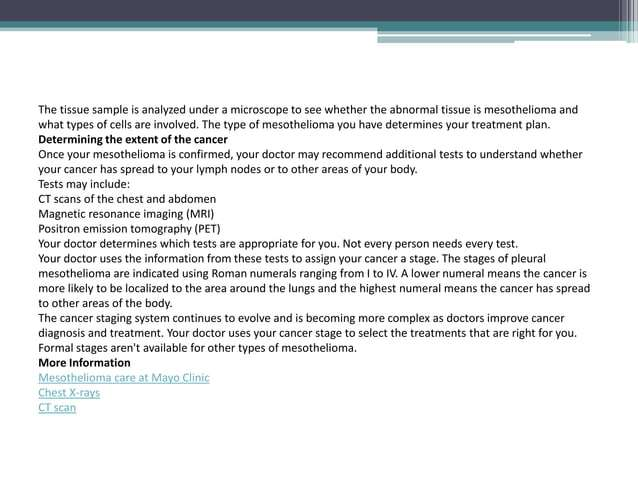 The tissue sample is analyzed under a microscope to see whether the abnormal tissue is mesothelioma and
what types of cells are involved. The type of mesothelioma you have determines your treatment plan.
Determining the extent of the cancer
Once your mesothelioma is confirmed, your doctor may recommend additional tests to understand whether
your cancer has spread to your lymph nodes or to other areas of your body.
Tests may include:
CT scans of the chest and abdomen
Magnetic resonance imaging (MRI)
Positron emission tomography (PET)
Your doctor determines which tests are appropriate for you. Not every person needs every test.
Your doctor uses the information from these tests to assign your cancer a stage. The stages of pleural
mesothelioma are indicated using Roman numerals ranging from I to IV. A lower numeral means the cancer is
more likely to be localized to the area around the lungs and the highest numeral means the cancer has spread
to other areas of the body.
The cancer staging system continues to evolve and is becoming more complex as doctors improve cancer
diagnosis and treatment. Your doctor uses your cancer stage to select the treatments that are right for you.
Formal stages aren't available for other types of mesothelioma.
More Information
Mesothelioma care at Mayo Clinic
Chest X-rays
CT scan